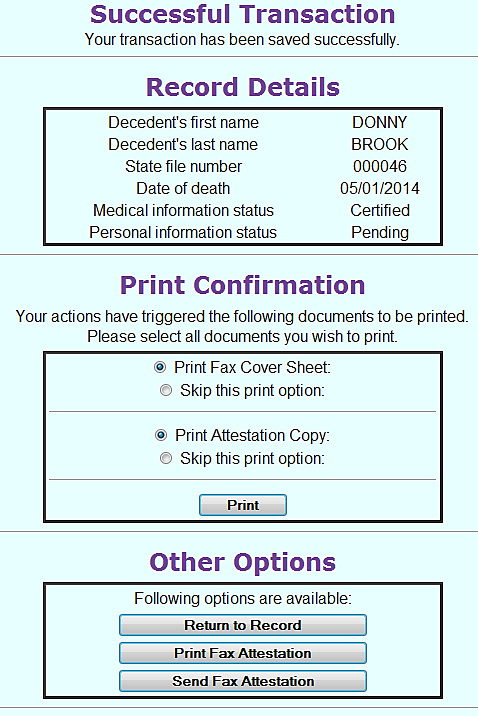 Successful Transaction
Your transaction has been saved successfully.
Record Details
Decedent's first name DONNY
Decedent's last name BROOK
State file number 000046
Date of death 05/01/2014
Medical information status Certified
Personal information status Pending
Print Confirmation
Your actions have triggered the following documents to be printed.
Please select all documents you wish to print.
Print Fax Cover Sheet:
Skip this print option:
Print Attestation Copy:
Skip this print option:
Print
Other Options
Following options are available:
Return to Record
Print Fax Attestation
Send Fax Attestation